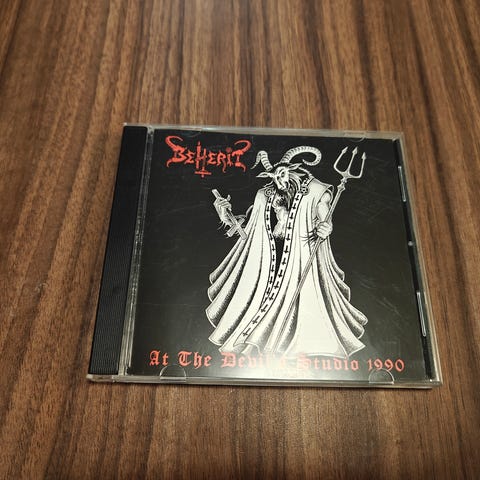 BEHERIT
At The Devil's Studio 1990